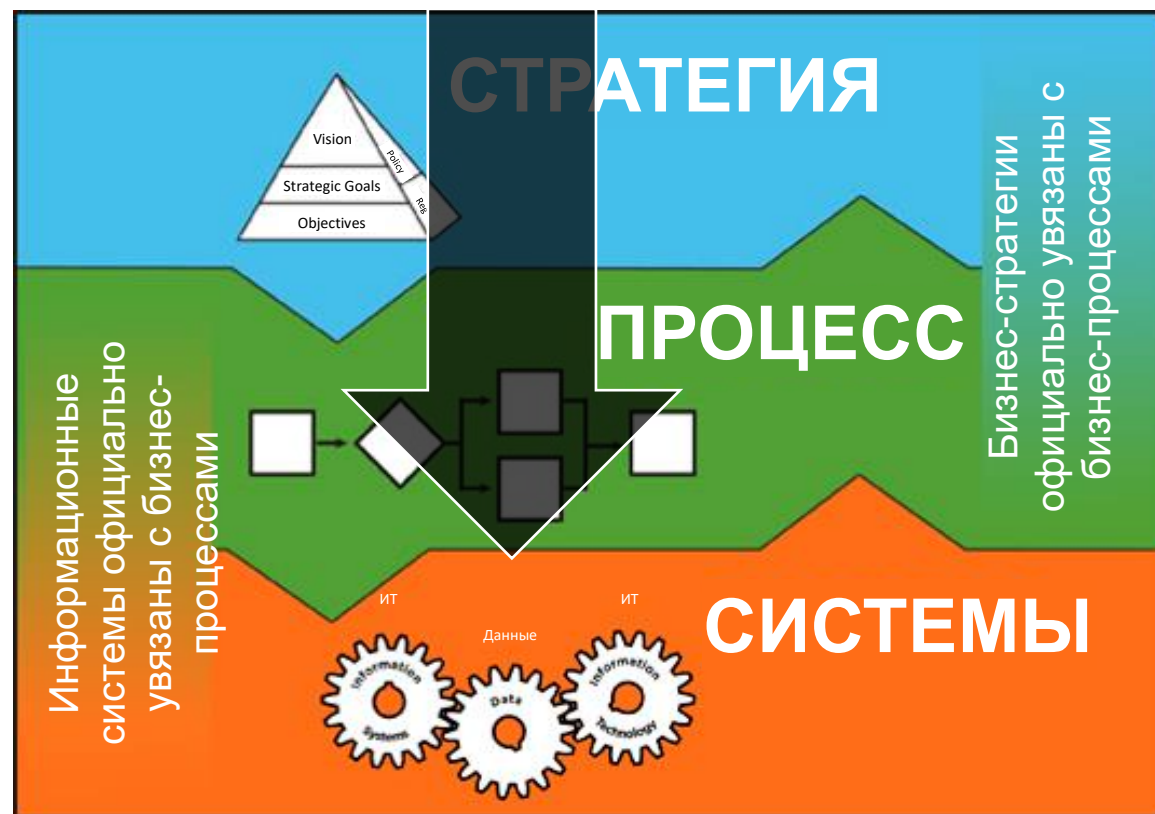 СТРАТЕГИЯ
Vision
Policy
Strategic Goals
Reg
Objectives
Бизнес-стратегии
официально увязаны с
бизнес-процессами
ПРОЦЕСС
Информационные
системы официально
увязаны с бизнес-
процессами
ИТ
ИТ
Данные
СИСТЕМЫ
Information
Systems
Data
Information
Technology